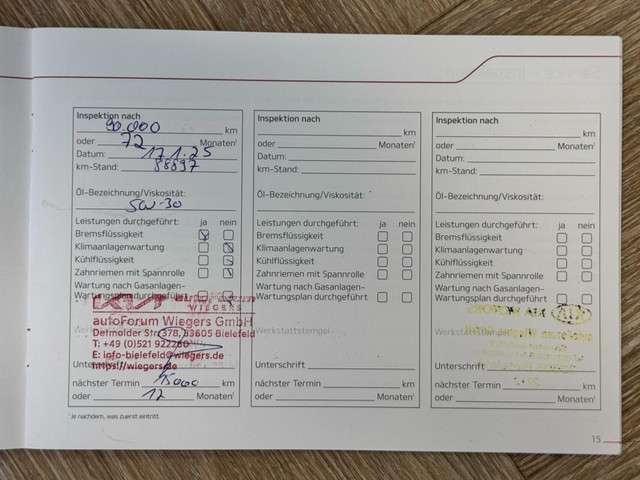 Inspektion nach
90.000 km
oder 72 Monaten¹
Datum: 17.1.25
km-Stand: 88897
Öl-Bezeichnung/Viskosität:
5W-30
Leistungen durchgeführt: ja nein
Bremsflüssigkeit
Klimaanlagenwartung
Kühlflüssigkeit
Zahnriemen mit Spannrolle
Wartung nach Gasanlagen-
Wartungsplan durchgeführt
WIEGERS
autoForum Wiegers GmbH
Detmolder Str. 378, 33605 Bielefeld
T: +49 (0)521 922260
E: info-bielefeld@wiegers.de
https://wiegers.de
Unterschrift
nächster Termin 15000 km
oder 12 Monaten¹
Inspektion nach
km
oder Monaten¹
Datum:
km-Stand:
Öl-Bezeichnung/Viskosität:
Leistungen durchgeführt: ja nein
Bremsflüssigkeit
Klimaanlagenwartung
Kühlflüssigkeit
Zahnriemen mit Spannrolle
Wartung nach Gasanlagen-
Wartungsplan durchgeführt
Werkstattstempel
Unterschrift
nächster Termin km
oder Monaten¹
Inspektion nach
km
oder Monaten¹
Datum:
km-Stand:
Öl-Bezeichnung/Viskosität:
Leistungen durchgeführt: ja nein
Bremsflüssigkeit
Klimaanlagenwartung
Kühlflüssigkeit
Zahnriemen mit Spannrolle
Wartung nach Gasanlagen-
Wartungsplan durchgeführt
Unterschrift
nächster Termin km
oder Monaten¹
¹Je nachdem, was zuerst eintritt.
15